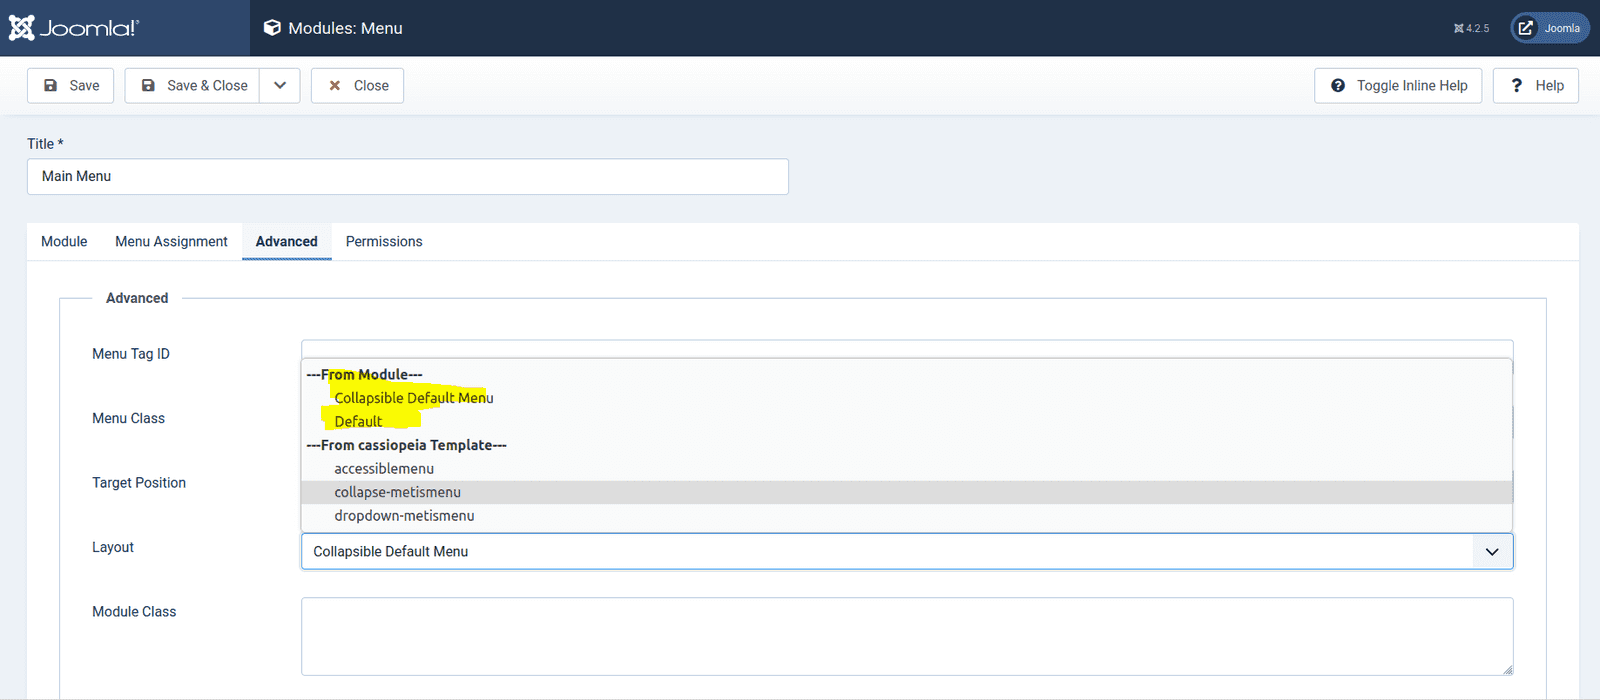 Joomla!
Modules: Menu
4.2.5
Joomla
Save
Save & Close
Close
Toggle Inline Help
? Help
Title *
Main Menu
Module
Menu Assignment
Advanced
Permissions
Advanced
Menu Tag ID
---From Module---
Collapsible Default Menu
Menu Class
Default
---From cassiopeia Template---
accessiblemenu
Target Position
collapse-metismenu
dropdown-metismenu
Layout
Collapsible Default Menu
Module Class